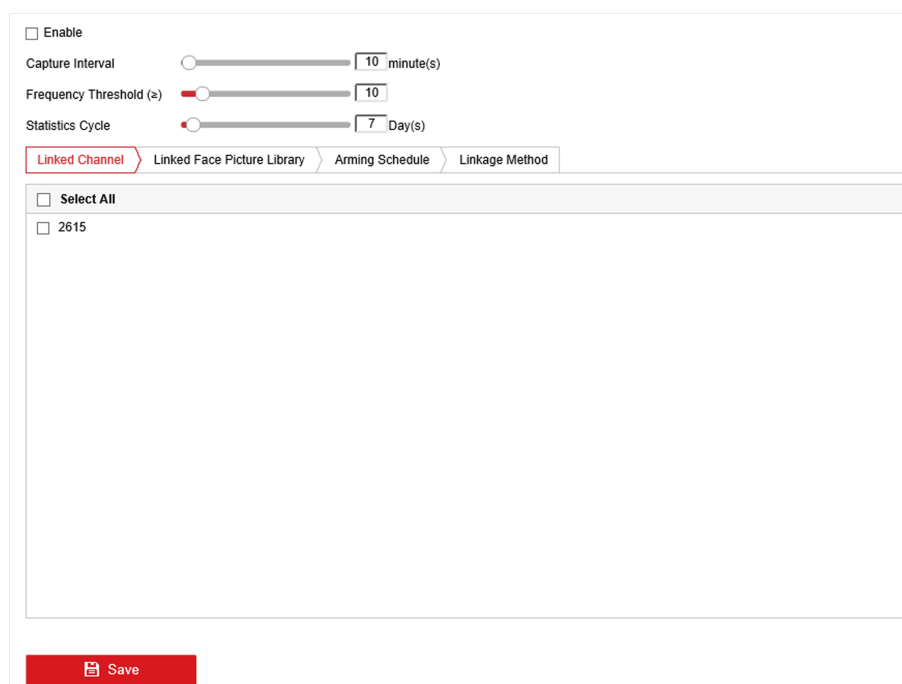 Enable
Capture Interval 10 minute(s)
Frequency Threshold (≥) 10
Statistics Cycle 7 Day(s)
Linked Channel Linked Face Picture Library Arming Schedule Linkage Method
Select All
2615
Save